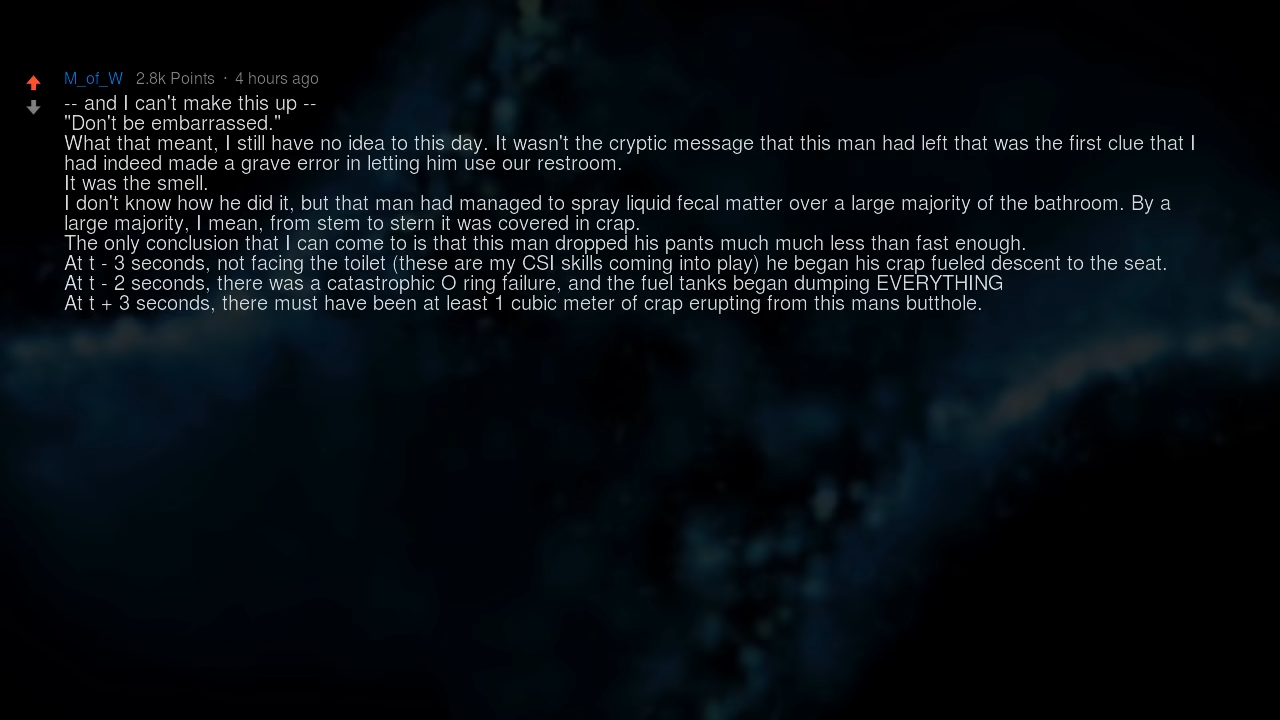 M_of_W 2.8k Points · 4 hours ago
-- and I can't make this up --
"Don't be embarrassed."
What that meant, I still have no idea to this day. It wasn't the cryptic message that this man had left that was the first clue that I
had indeed made a grave error in letting him use our restroom.
It was the smell.
I don't know how he did it, but that man had managed to spray liquid fecal matter over a large majority of the bathroom. By a
large majority, I mean, from stem to stern it was covered in crap.
The only conclusion that I can come to is that this man dropped his pants much much less than fast enough.
At t - 3 seconds, not facing the toilet (these are my CSI skills coming into play) he began his crap fueled descent to the seat.
At t - 2 seconds, there was a catastrophic O ring failure, and the fuel tanks began dumping EVERYTHING
At t + 3 seconds, there must have been at least 1 cubic meter of crap erupting from this mans butthole.